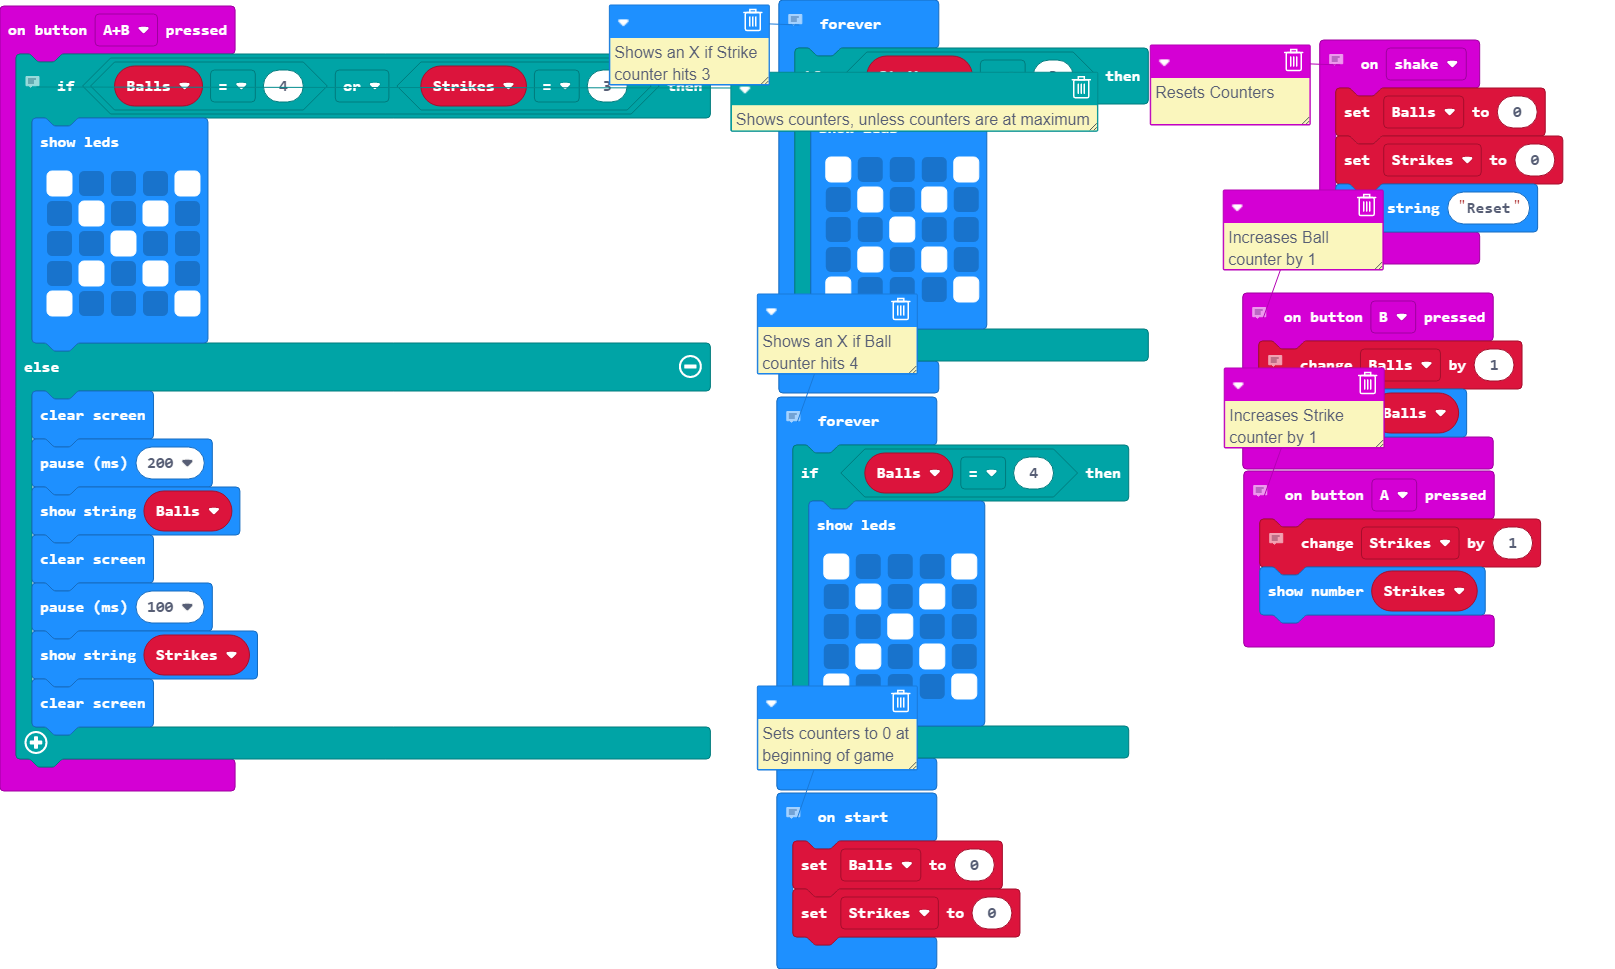 on button A+B pressed
if Balls = 4 or Strikes = 3 then
show leds
else
clear screen
pause (ms) 200
show string Balls
clear screen
pause (ms) 100
show string Strikes
clear screen
Shows an X if Strike
counter hits 3
forever
then
Shows counters, unless counters are at maximum
Shows an X if Ball
counter hits 4
forever
if Balls = 4 then
show leds
Sets counters to 0 at
beginning of game
on start
set Balls to 0
set Strikes to 0
Resets Counters
on shake
set Balls to 0
set Strikes to 0
string "Reset"
Increases Ball
counter by 1
on button B pressed
change Balls by 1
Balls
Increases Strike
counter by 1
on button A pressed
change Strikes by 1
show number Strikes